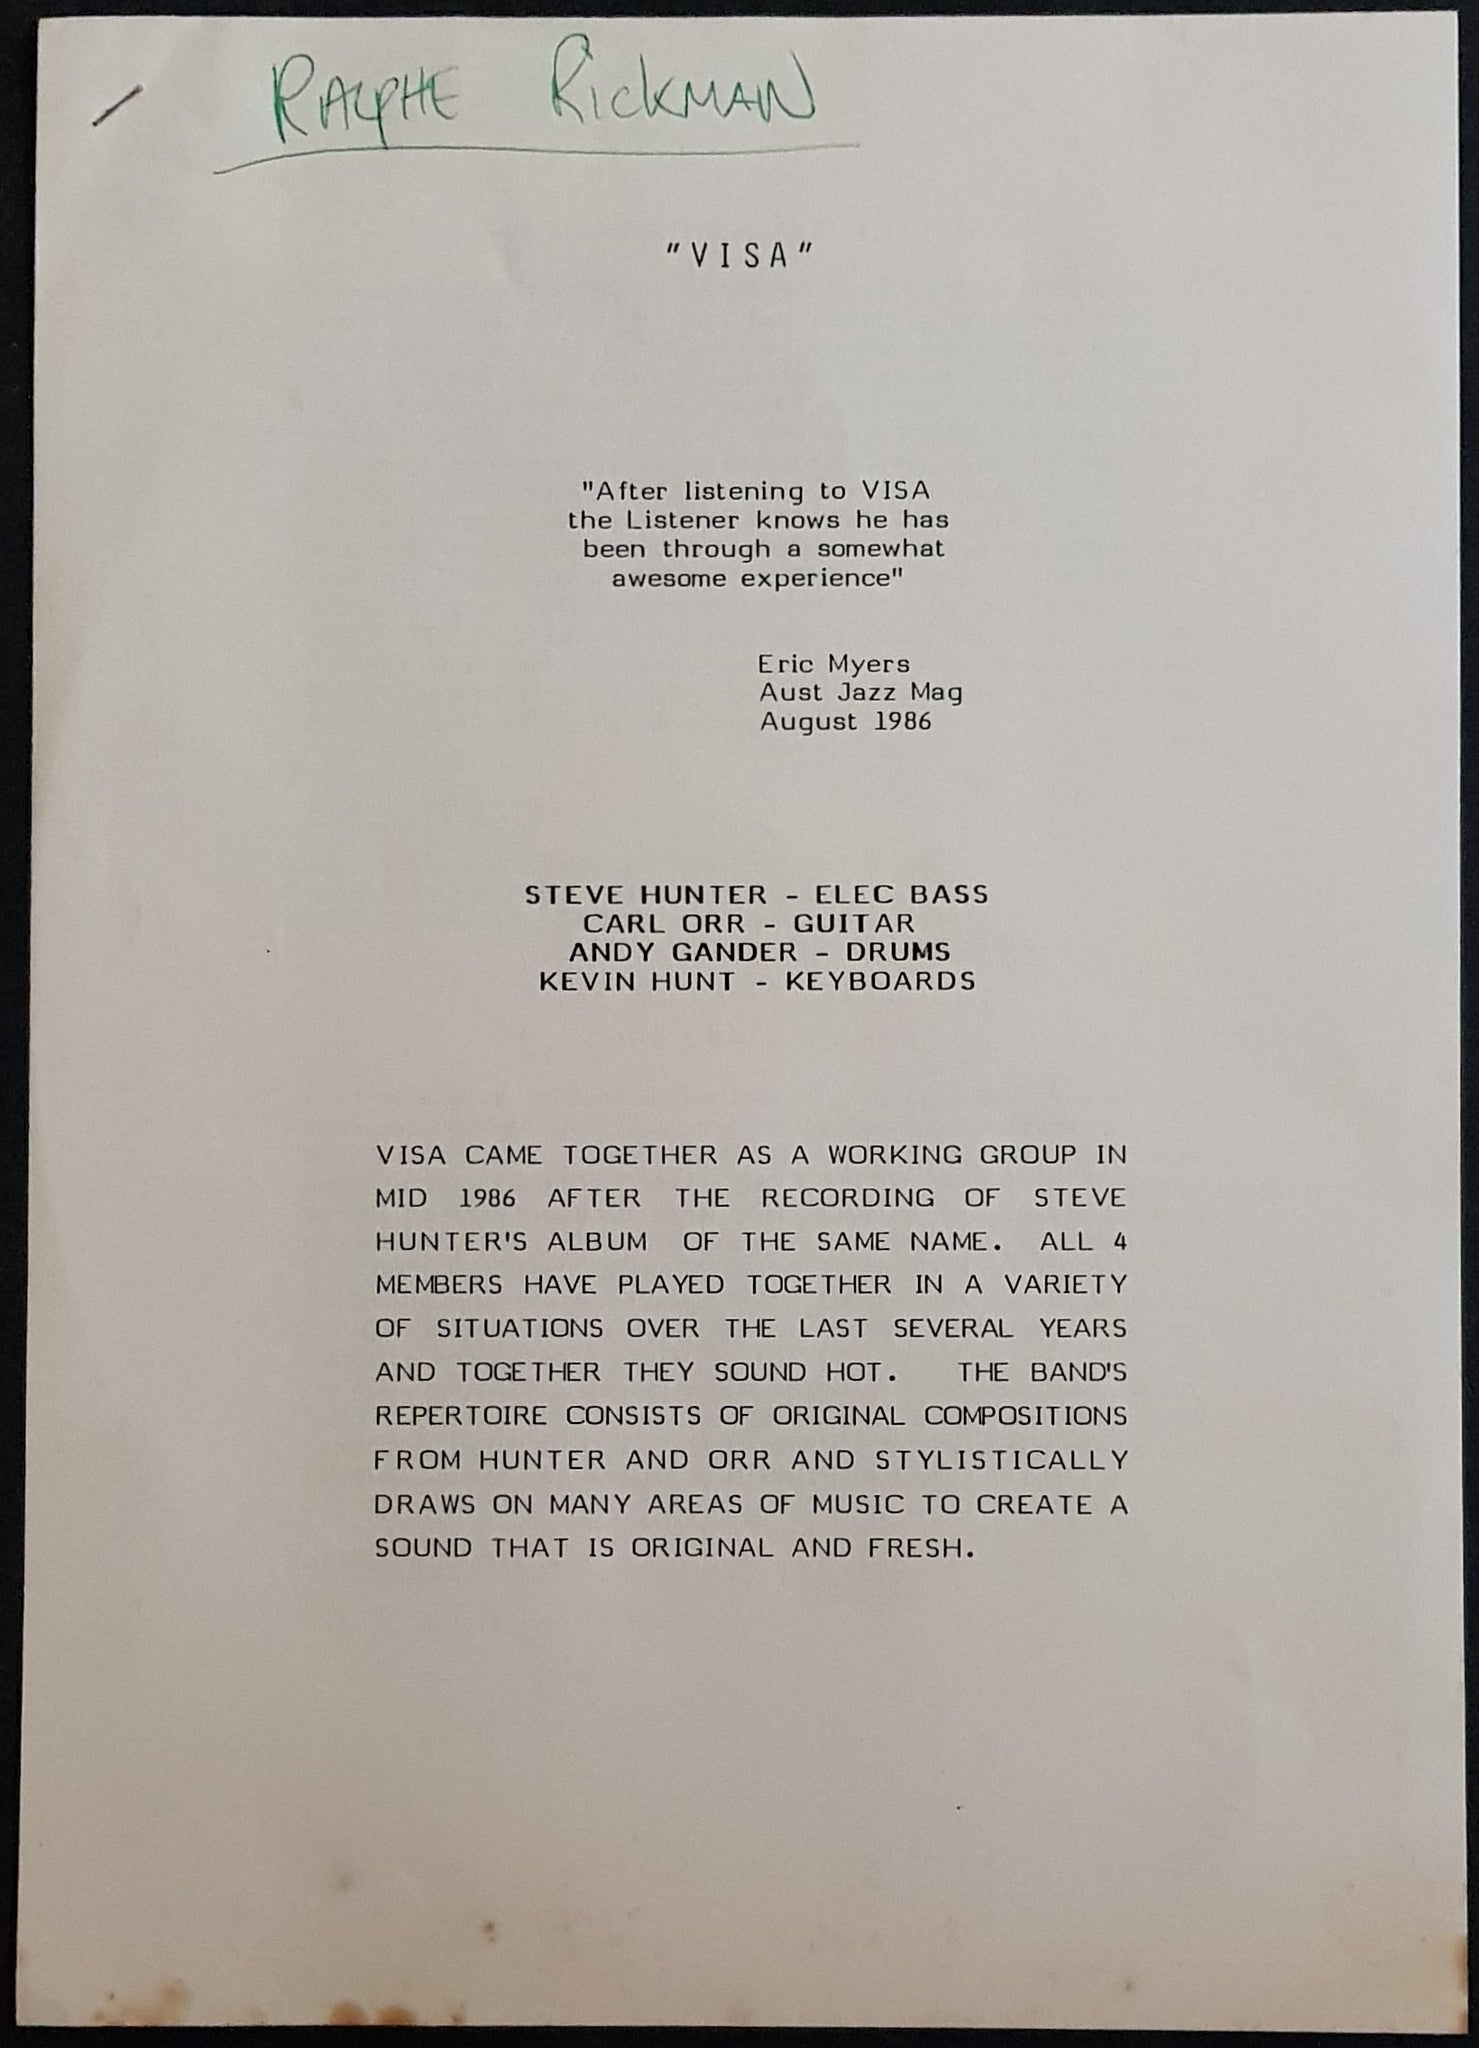 RALPHE RICKMAN
"VISA"
"After listening to VISA
the Listener knows he has
been through a somewhat
awesome experience"
Eric Myers
Aust Jazz Mag
August 1986
STEVE HUNTER - ELEC BASS
CARL ORR - GUITAR
ANDY GANDER - DRUMS
KEVIN HUNT - KEYBOARDS
VISA CAME TOGETHER AS A WORKING GROUP IN
MID 1986 AFTER THE RECORDING OF STEVE
HUNTER'S ALBUM OF THE SAME NAME. ALL 4
MEMBERS HAVE PLAYED TOGETHER IN A VARIETY
OF SITUATIONS OVER THE LAST SEVERAL YEARS
AND TOGETHER THEY SOUND HOT. THE BAND'S
REPERTOIRE CONSISTS OF ORIGINAL COMPOSITIONS
FROM HUNTER AND ORR AND STYLISTICALLY
DRAWS ON MANY AREAS OF MUSIC TO CREATE A
SOUND THAT IS ORIGINAL AND FRESH.